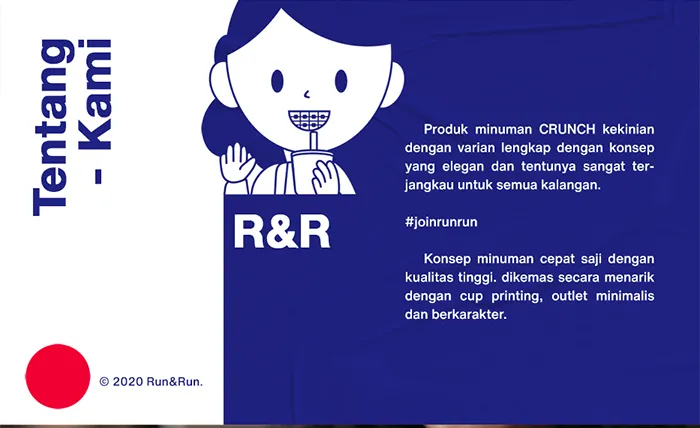 Tentang
- Kami
R&R
Produk minuman CRUNCH kekinian
dengan varian lengkap dengan konsep
yang elegan dan tentunya sangat ter-
jangkau untuk semua kalangan.
#joinrunrun
Konsep minuman cepat saji dengan
kualitas tinggi. dikemas secara menarik
dengan cup printing, outlet minimalis
dan berkarakter.
© 2020 Run&Run.